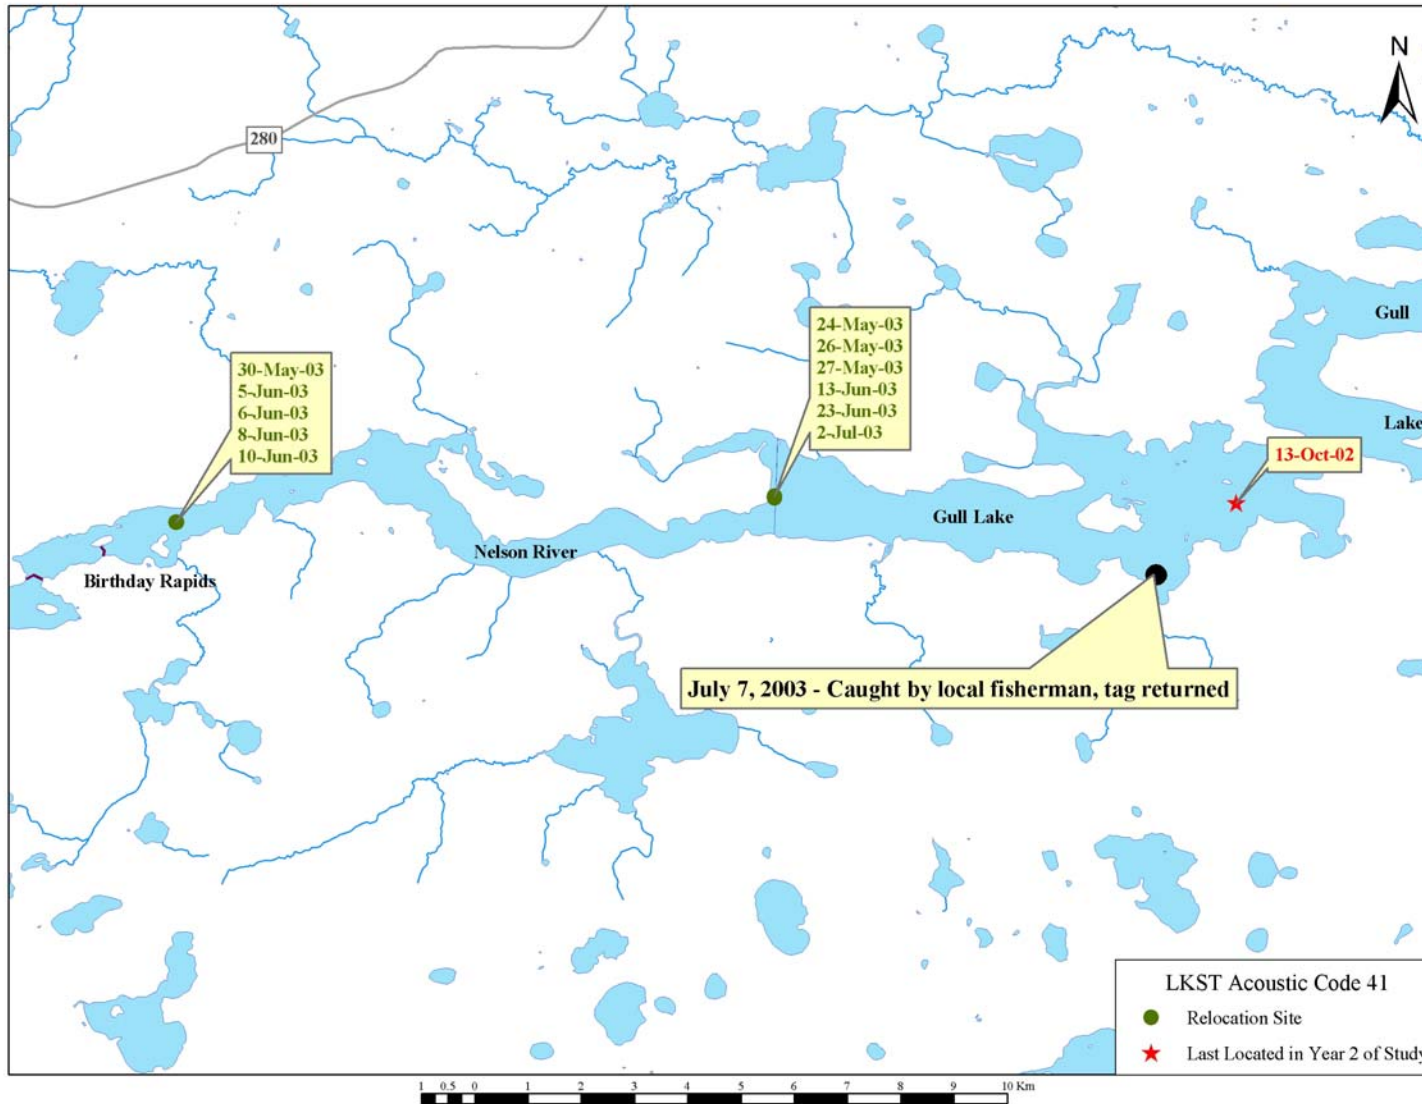 N
280
24-May-03
26-May-03
27-May-03
13-Jun-03
23-Jun-03
2-Jul-03
30-May-03
5-Jun-03
6-Jun-03
8-Jun-03
10-Jun-03
Gull
Lake
13-Oct-02
Gull Lake
Nelson River
Birthday Rapids
July 7, 2003 - Caught by local fisherman, tag returned
LKST Acoustic Code 41
Relocation Site
Last Located in Year 2 of Study
1 0.5 0 1 2 3 4 5 6 7 8 9 10 Km